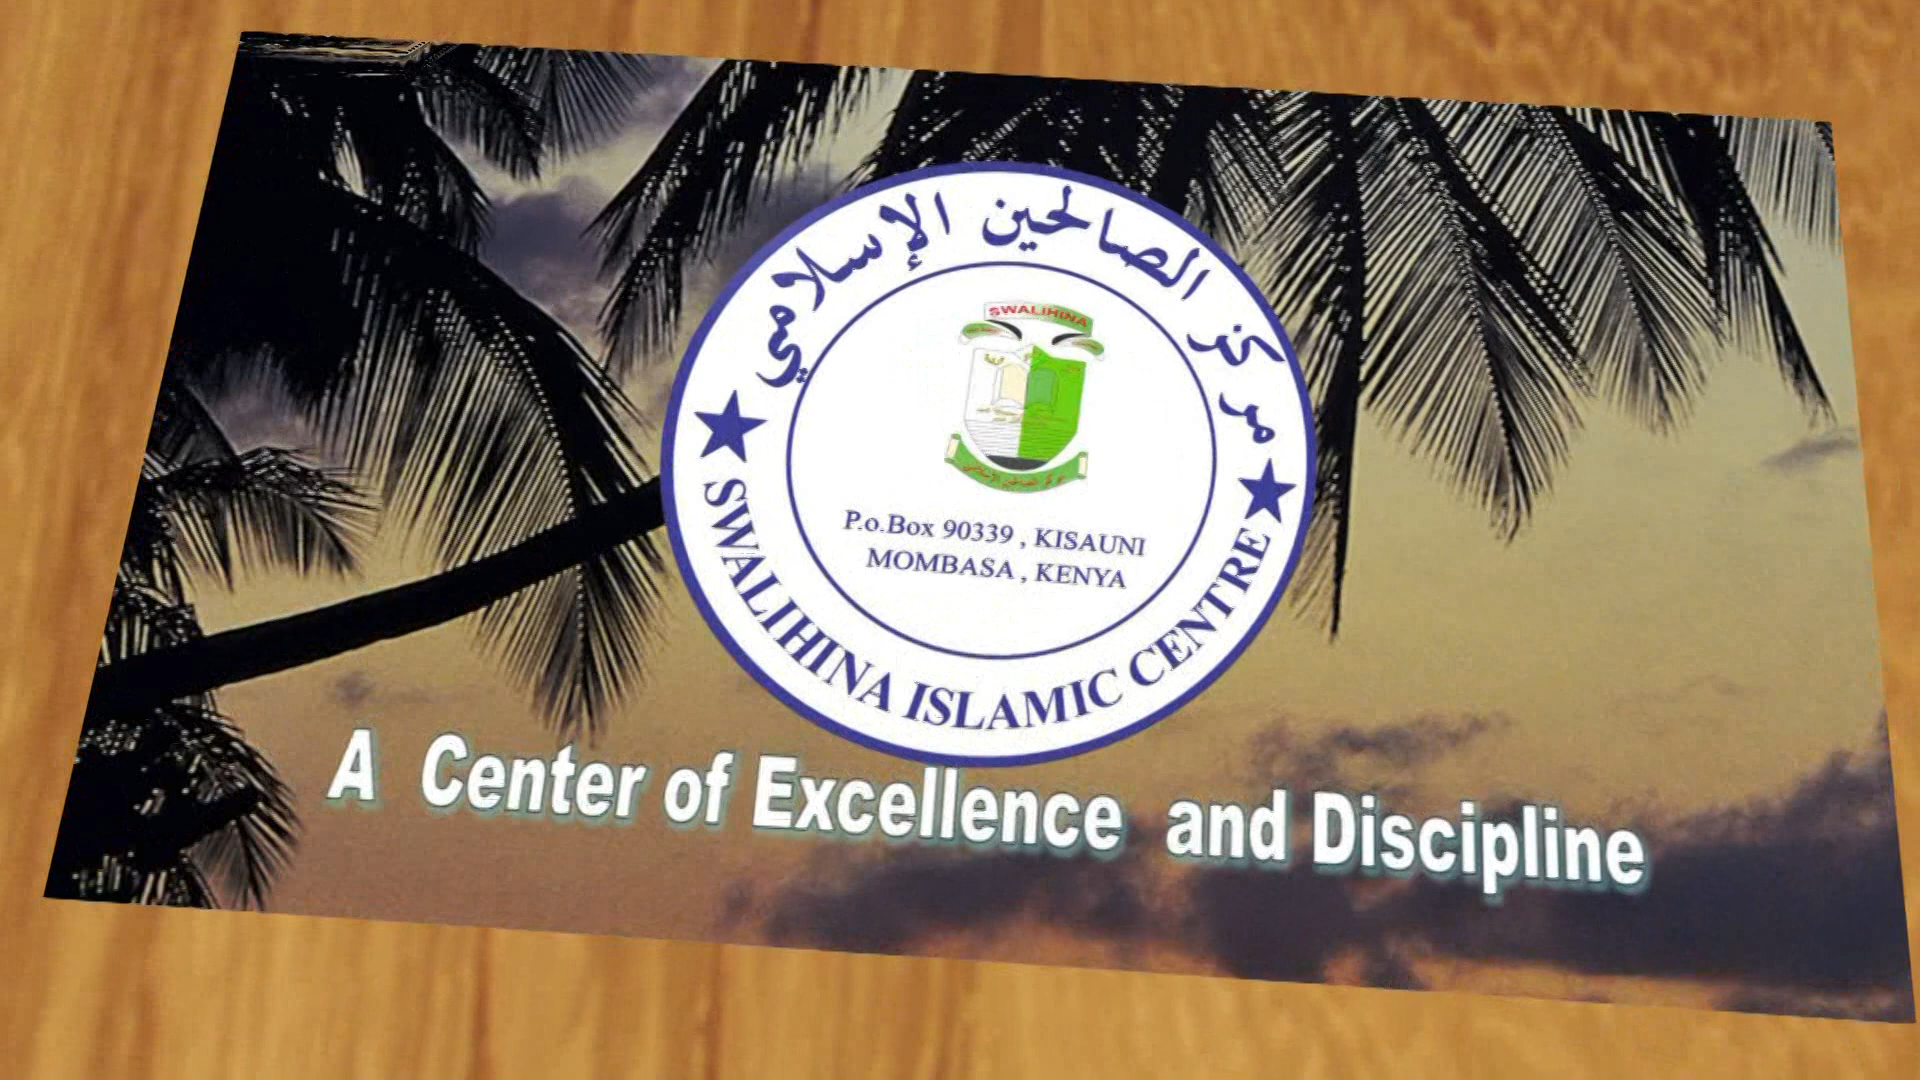 مركز الصالحين الإسلامي
SWALIHINA
P.o.Box 90339 , KISAUNI
MOMBASA , KENYA
SWALIHINA ISLAMIC CENTRE
A Center of Excellence and Discipline